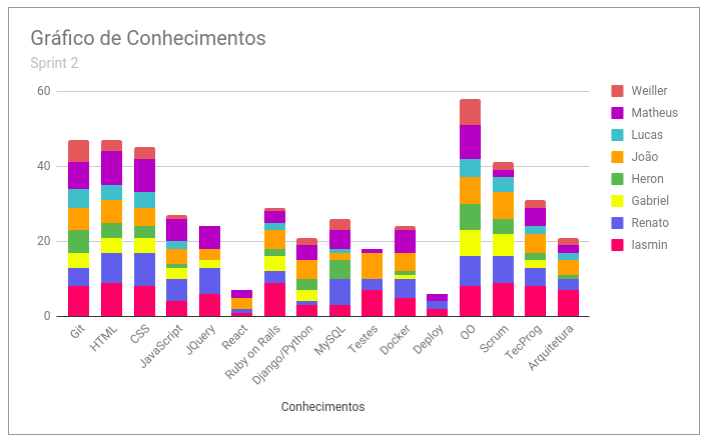 Gráfico de Conhecimentos
Sprint 2
60
40
20
0
Weiller
Matheus
Lucas
João
Heron
Gabriel
Renato
Iasmin
Git
HTML
CSS
JavaScript
JQuery
React
Ruby on Rails
Django/Python
MySQL
Testes
Docker
Deploy
OO
Scrum
TecProg
Arquitetura
Conhecimentos